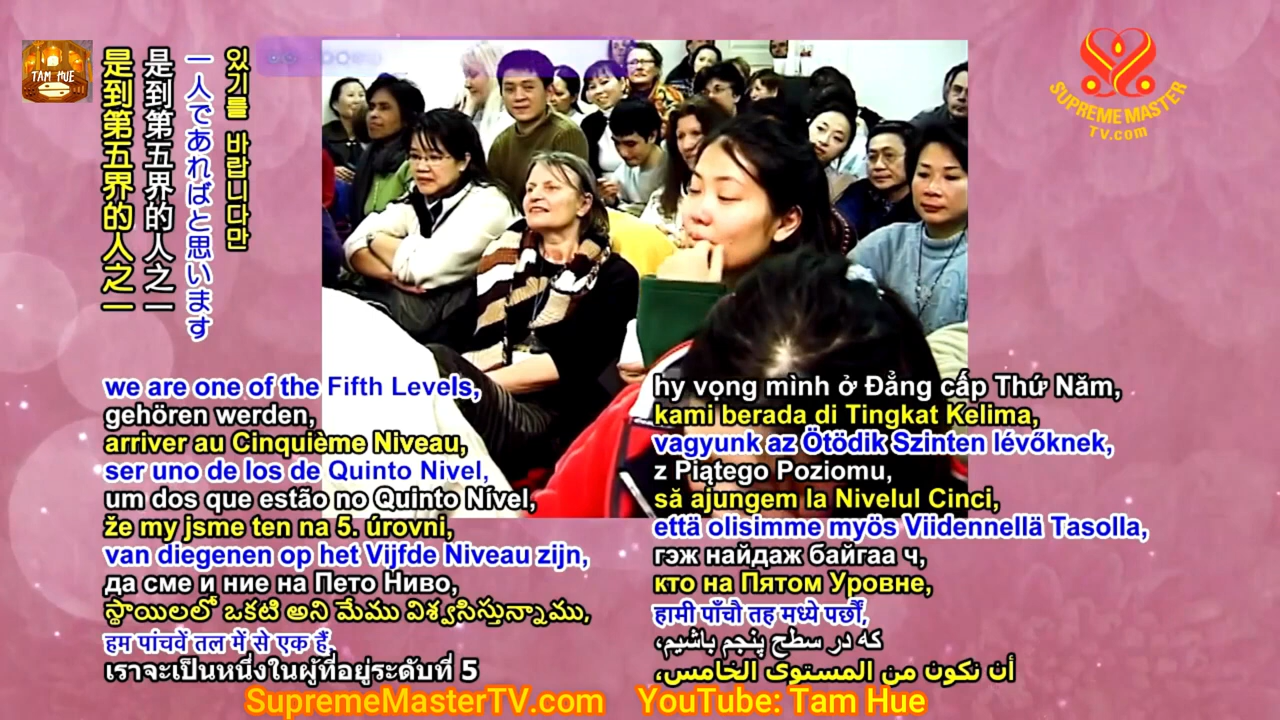 TAM HUE
是到第五界的人之一
是到第五界的人之一
一人であればと思います
있기를 바랍니다만
SUPREME MASTER
TV.com
we are one of the Fifth Levels,
gehören werden,
arriver au Cinquième Niveau,
ser uno de los de Quinto Nivel,
um dos que estão no Quinto Nível,
že my jsme ten na 5. úrovni,
van diegenen op het Vijfde Niveau zijn,
да сме и ние на Пето Ниво,
స్థాయిలలో ఒకటి అని మేము విశ్వసిస్తున్నాము,
हम पांचवें तल में से एक हैं,
เราจะเป็นหนึ่งในผู้ที่อยู่ระดับที่ 5
hy vọng mình ở Đẳng cấp Thứ Năm,
kami berada di Tingkat Kelima,
vagyunk az Ötödik Szinten lévőknek,
z Piątego Poziomu,
să ajungem la Nivelul Cinci,
että olisimme myös Viidennellä Tasolla,
гэж найдаж байгаа ч,
кто на Пятом Уровне,
हामी पाँचौ तह मध्ये पर्छौं,
که در سطح پنجم باشیم،
أن نكون من المستوى الخامس،
SupremeMasterTV.com YouTube: Tam Hue